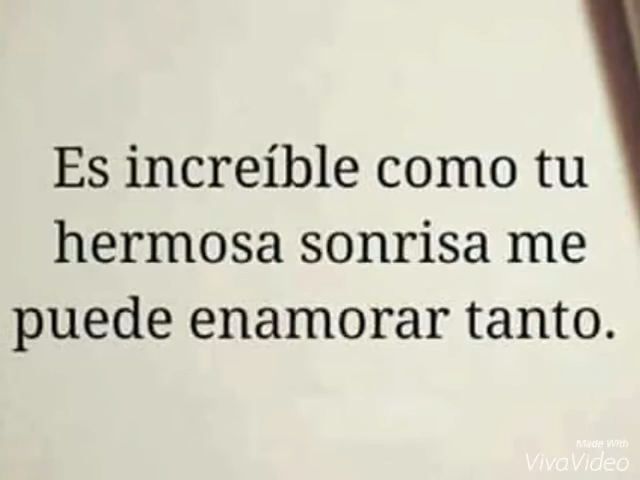 Es increíble como tu
hermosa sonrisa me
puede enamorar tanto.
Made With
VivaVideo